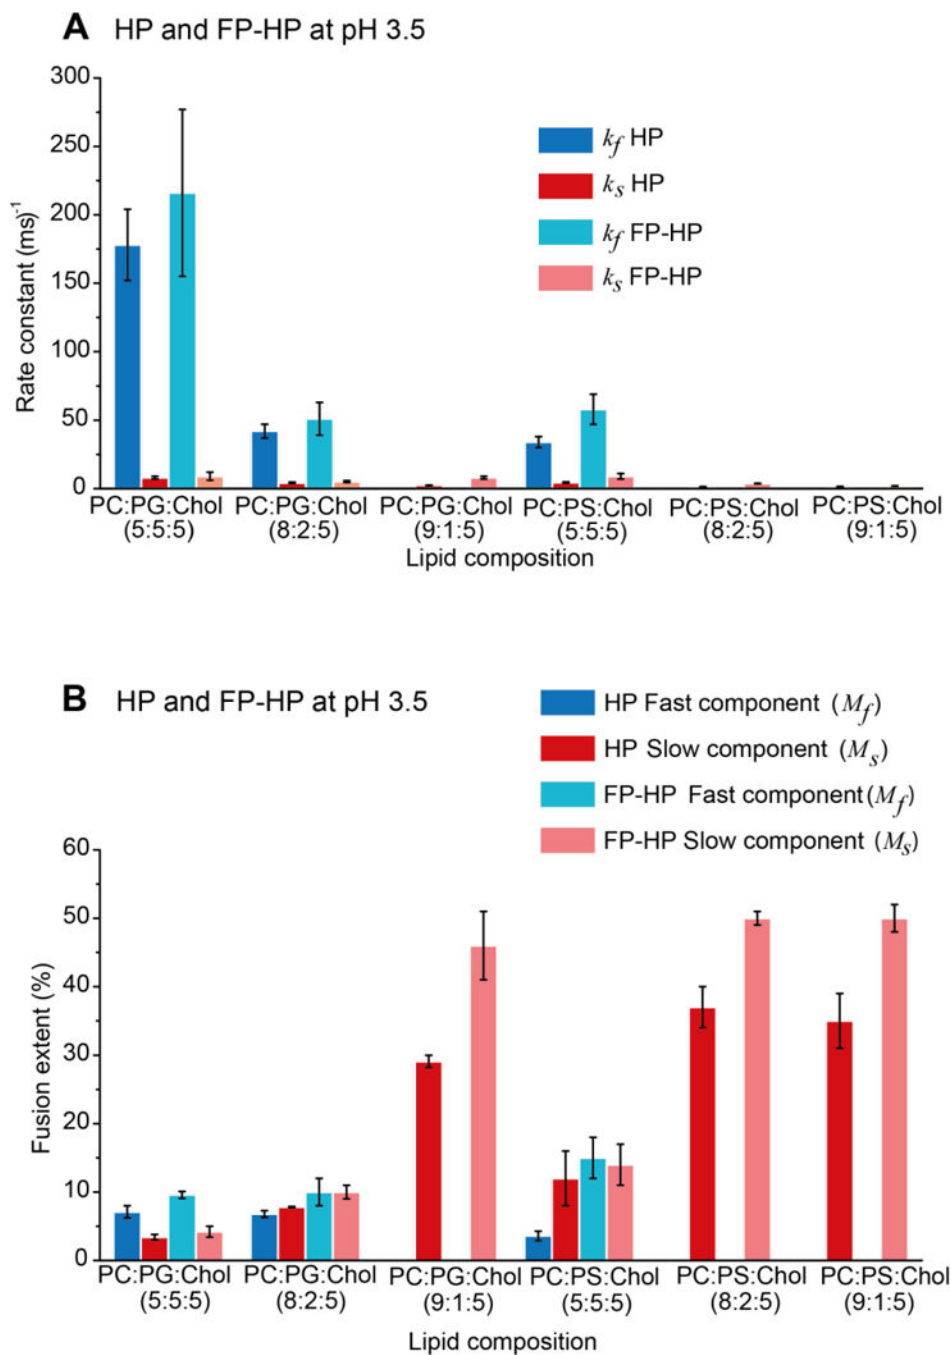 A HP and FP-HP at pH 3.5
300
250
200
150
100
50
0
Rate constant (ms)-1
kf HP
ks HP
kf FP-HP
ks FP-HP
PC:PG:Chol PC:PG:Chol PC:PG:Chol PC:PS:Chol PC:PS:Chol PC:PS:Chol
(5:5:5) (8:2:5) (9:1:5) (5:5:5) (8:2:5) (9:1:5)
Lipid composition
B HP and FP-HP at pH 3.5
HP Fast component (Mf)
HP Slow component (Ms)
FP-HP Fast component (Mf)
FP-HP Slow component (Ms)
60
50
40
30
20
10
0
Fusion extent (%)
PC:PG:Chol PC:PG:Chol PC:PG:Chol PC:PS:Chol PC:PS:Chol PC:PS:Chol
(5:5:5) (8:2:5) (9:1:5) (5:5:5) (8:2:5) (9:1:5)
Lipid composition